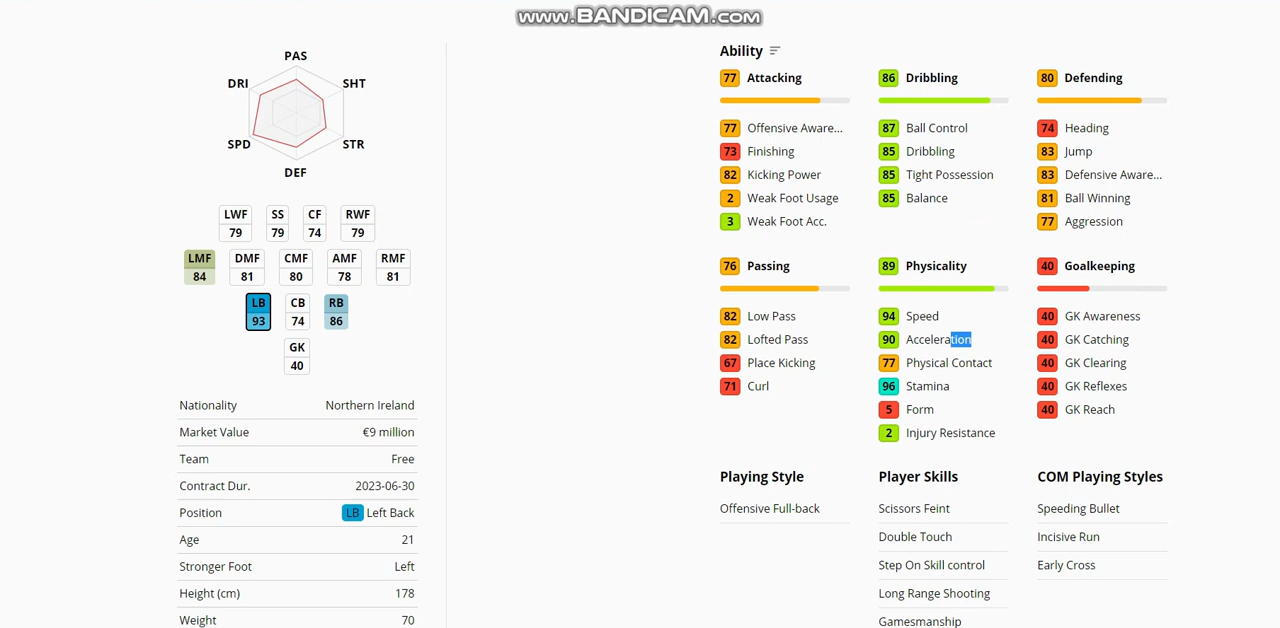 www.BANDICAM.com
PAS
DRI
SHT
SPD
STR
DEF
LWF SS CF RWF
79 79 74 79
LMF DMF CMF AMF RMF
84 81 80 78 81
LB CB RB
93 74 86
GK
40
Nationality Northern Ireland
Market Value €9 million
Team Free
Contract Dur. 2023-06-30
Position LB Left Back
Age 21
Stronger Foot Left
Height (cm) 178
Weight 70
Ability
77 Attacking
77 Offensive Aware...
73 Finishing
82 Kicking Power
2 Weak Foot Usage
3 Weak Foot Acc.
86 Dribbling
87 Ball Control
85 Dribbling
85 Tight Possession
85 Balance
80 Defending
74 Heading
83 Jump
83 Defensive Aware...
81 Ball Winning
77 Aggression
76 Passing
82 Low Pass
82 Lofted Pass
67 Place Kicking
71 Curl
89 Physicality
94 Speed
90 Acceleration
77 Physical Contact
96 Stamina
5 Form
2 Injury Resistance
40 Goalkeeping
40 GK Awareness
40 GK Catching
40 GK Clearing
40 GK Reflexes
40 GK Reach
Playing Style
Offensive Full-back
Player Skills
Scissors Feint
Double Touch
Step On Skill control
Long Range Shooting
Gamesmanship
COM Playing Styles
Speeding Bullet
Incisive Run
Early Cross